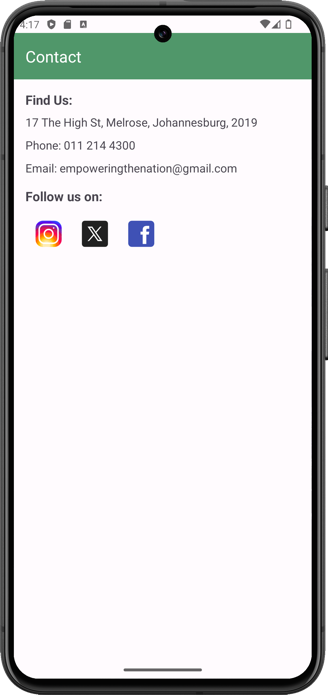 4:17
Contact
Find Us:
17 The High St, Melrose, Johannesburg, 2019
Phone: 011 214 4300
Email: empoweringthenation@gmail.com
Follow us on: